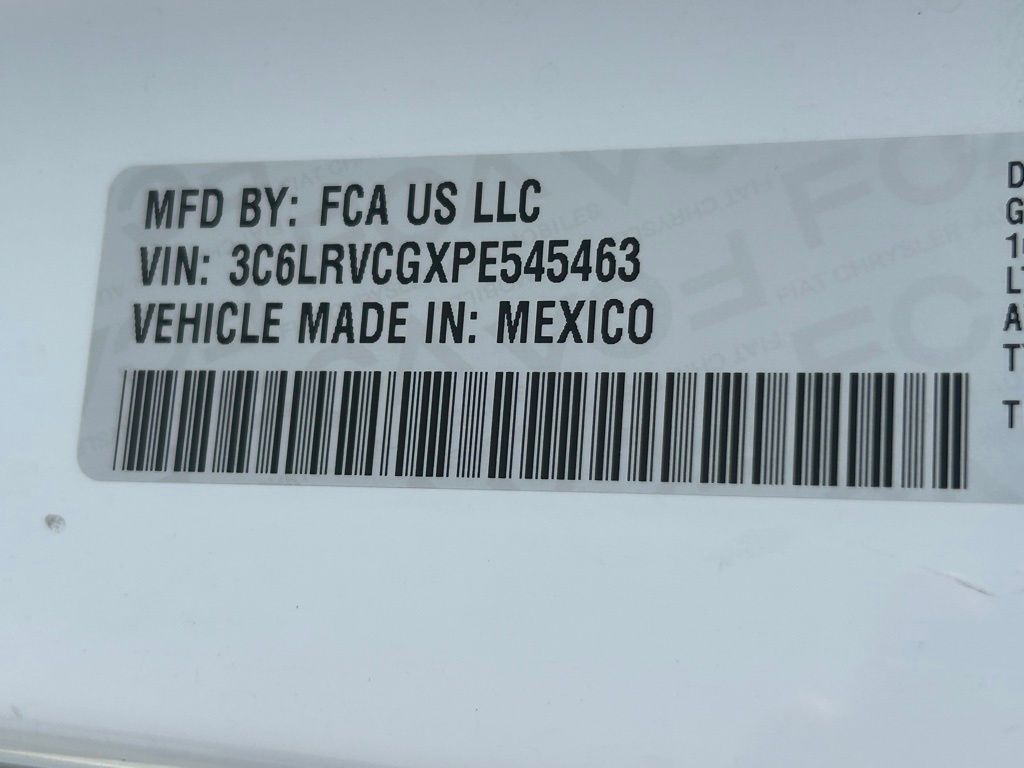 MFD BY: FCA US LLC
VIN: 3C6LRVCGXPE545463
VEHICLE MADE IN: MEXICO